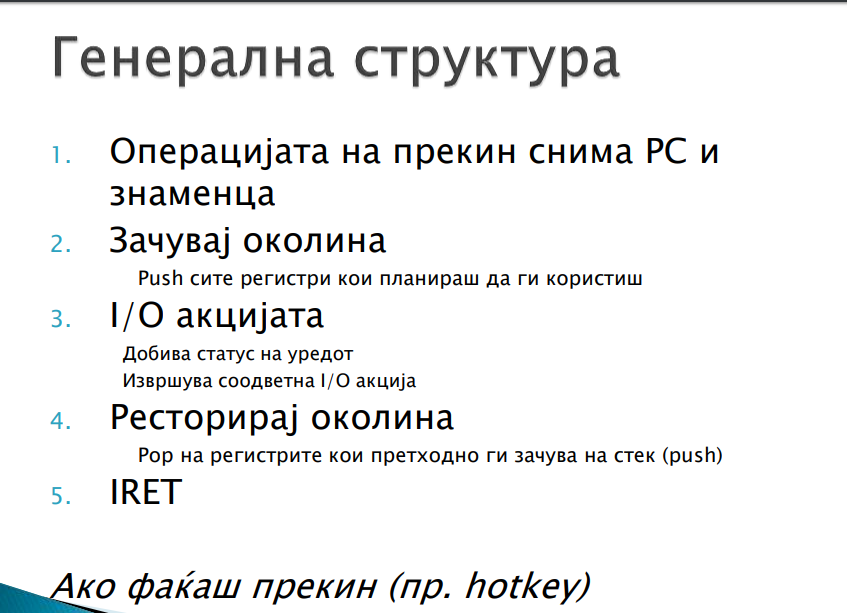 Генерална структура
1. Операцијата на прекин снима PC и
знаменца
2. Зачувај околина
Push сите регистри кои планираш да ги користиш
3. I/O акцијата
Добива статус на уредот
Извршува соодветна I/O акција
4. Ресторирај околина
Pop на регистрите кои претходно ги зачува на стек (push)
5. IRET
Ако фаќаш прекин (пр. hotkey)